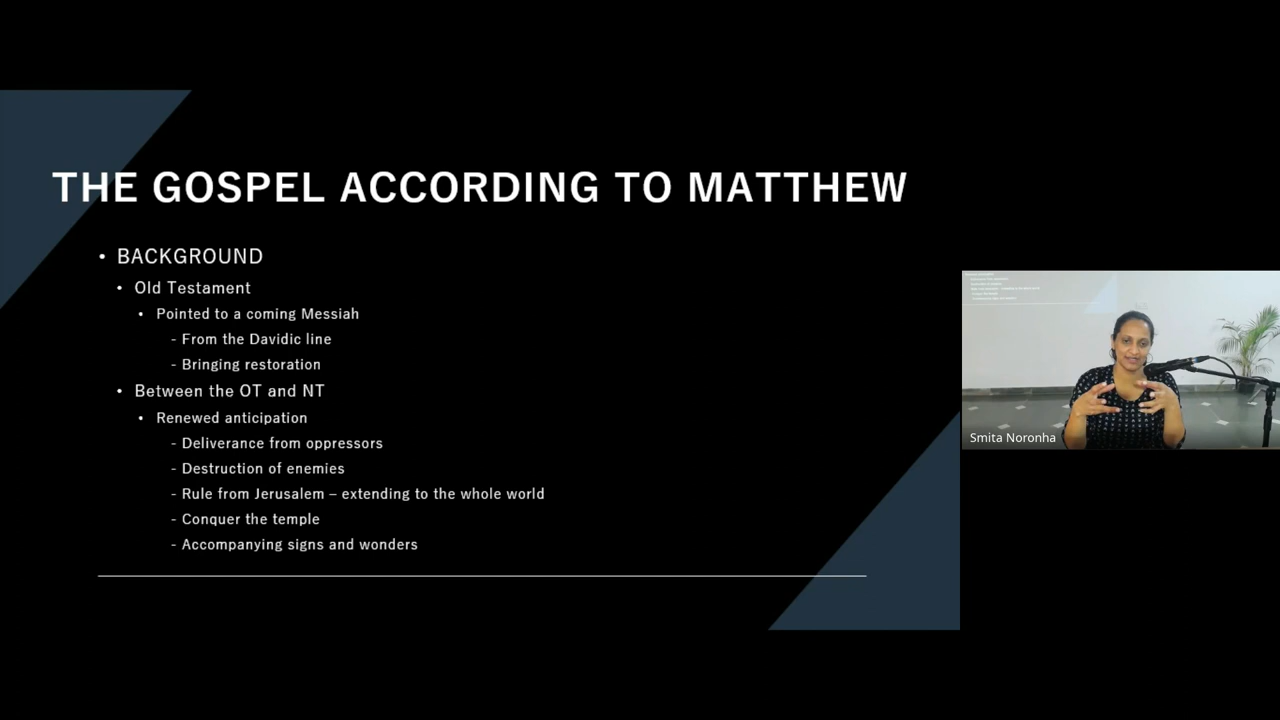 THE GOSPEL ACCORDING TO MATTHEW
• BACKGROUND
• Old Testament
• Pointed to a coming Messiah
- From the Davidic line
- Bringing restoration
• Between the OT and NT
• Renewed anticipation
- Deliverance from oppressors
- Destruction of enemies
- Rule from Jerusalem – extending to the whole world
- Conquer the temple
- Accompanying signs and wonders
Smita Noronha